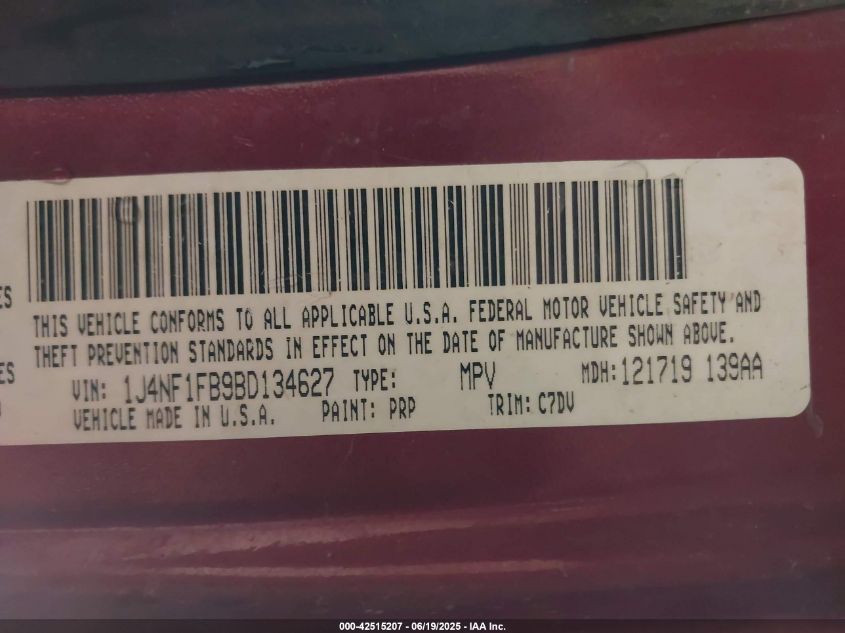 ES
THIS VEHICLE CONFORMS TO ALL APPLICABLE U.S.A. FEDERAL MOTOR VEHICLE SAFETY AND
THEFT PREVENTION STANDARDS IN EFFECT ON THE DATE OF MANUFACTURE SHOWN ABOVE.
ES
VIN: 1J4NF1FB9BD134627 TYPE: MPV MDH:121719 139AA
VEHICLE MADE IN U.S.A. PAINT: PRP TRIM: C7DV
000-42515207 - 06/19/2025 - IAA Inc.